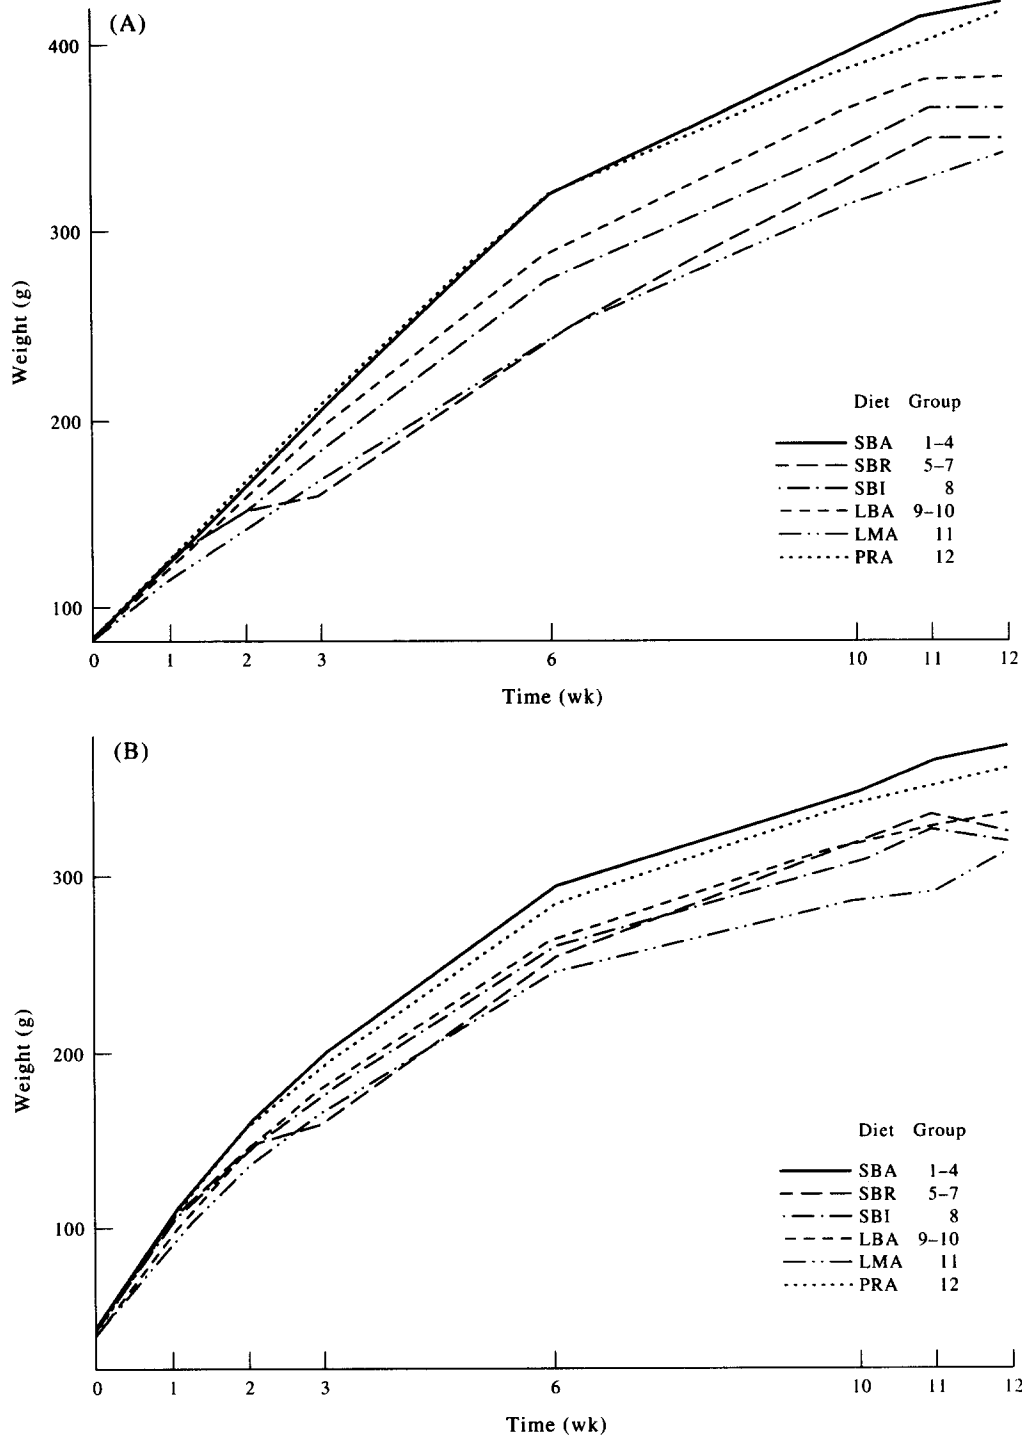 (A)
400
300
200
100
Weight (g)
Diet Group
SBA 1–4
SBR 5–7
SBI 8
LBA 9–10
LMA 11
PRA 12
0 1 2 3 6 10 11 12
Time (wk)
(B)
300
200
100
Weight (g)
Diet Group
SBA 1–4
SBR 5–7
SBI 8
LBA 9–10
LMA 11
PRA 12
0 1 2 3 6 10 11 12
Time (wk)